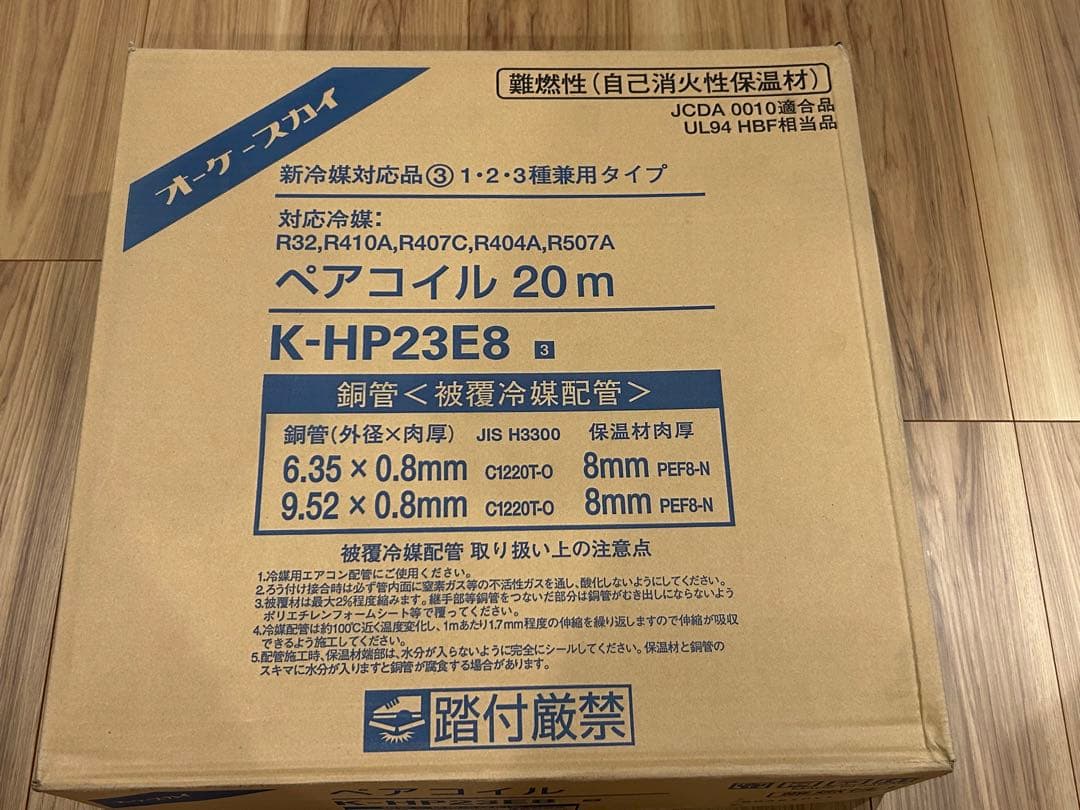 オーケースカイ
難燃性(自己消火性保温材)
JCDA 0010適合品
UL94 HBF相当品
新冷媒対応品③ 1・2・3種兼用タイプ
対応冷媒:
R32,R410A,R407C,R404A,R507A
ペアコイル 20m
K-HP23E8 3
銅管<被覆冷媒配管>
銅管(外径×肉厚) JIS H3300 保温材肉厚
6.35×0.8mm C1220T-O 8mm PEF8-N
9.52×0.8mm C1220T-O 8mm PEF8-N
被覆冷媒配管 取り扱い上の注意点
1.冷媒用エアコン配管にご使用ください。
2.ろう付け接合時は必ず管内面に窒素ガス等の不活性ガスを通し、酸化しないようにしてください。
3.被覆材は最大2%程度縮みます。継手部等銅管をつないだ部分は銅管がむき出しにならないよう
ポリエチレンフォームシート等で覆ってください。
4.冷媒配管は約100℃近く温度変化し、1mあたり1.7mm程度の伸縮を繰り返しますので伸縮が吸収
できるよう施工してください。
5.配管施工時、保温材端部は、水分が入らないように完全にシールしてください。保温材と銅管の
スキマに水分が入りますと銅管が腐食する場合があります。
踏付厳禁
ペアコイル
K-HP23E8